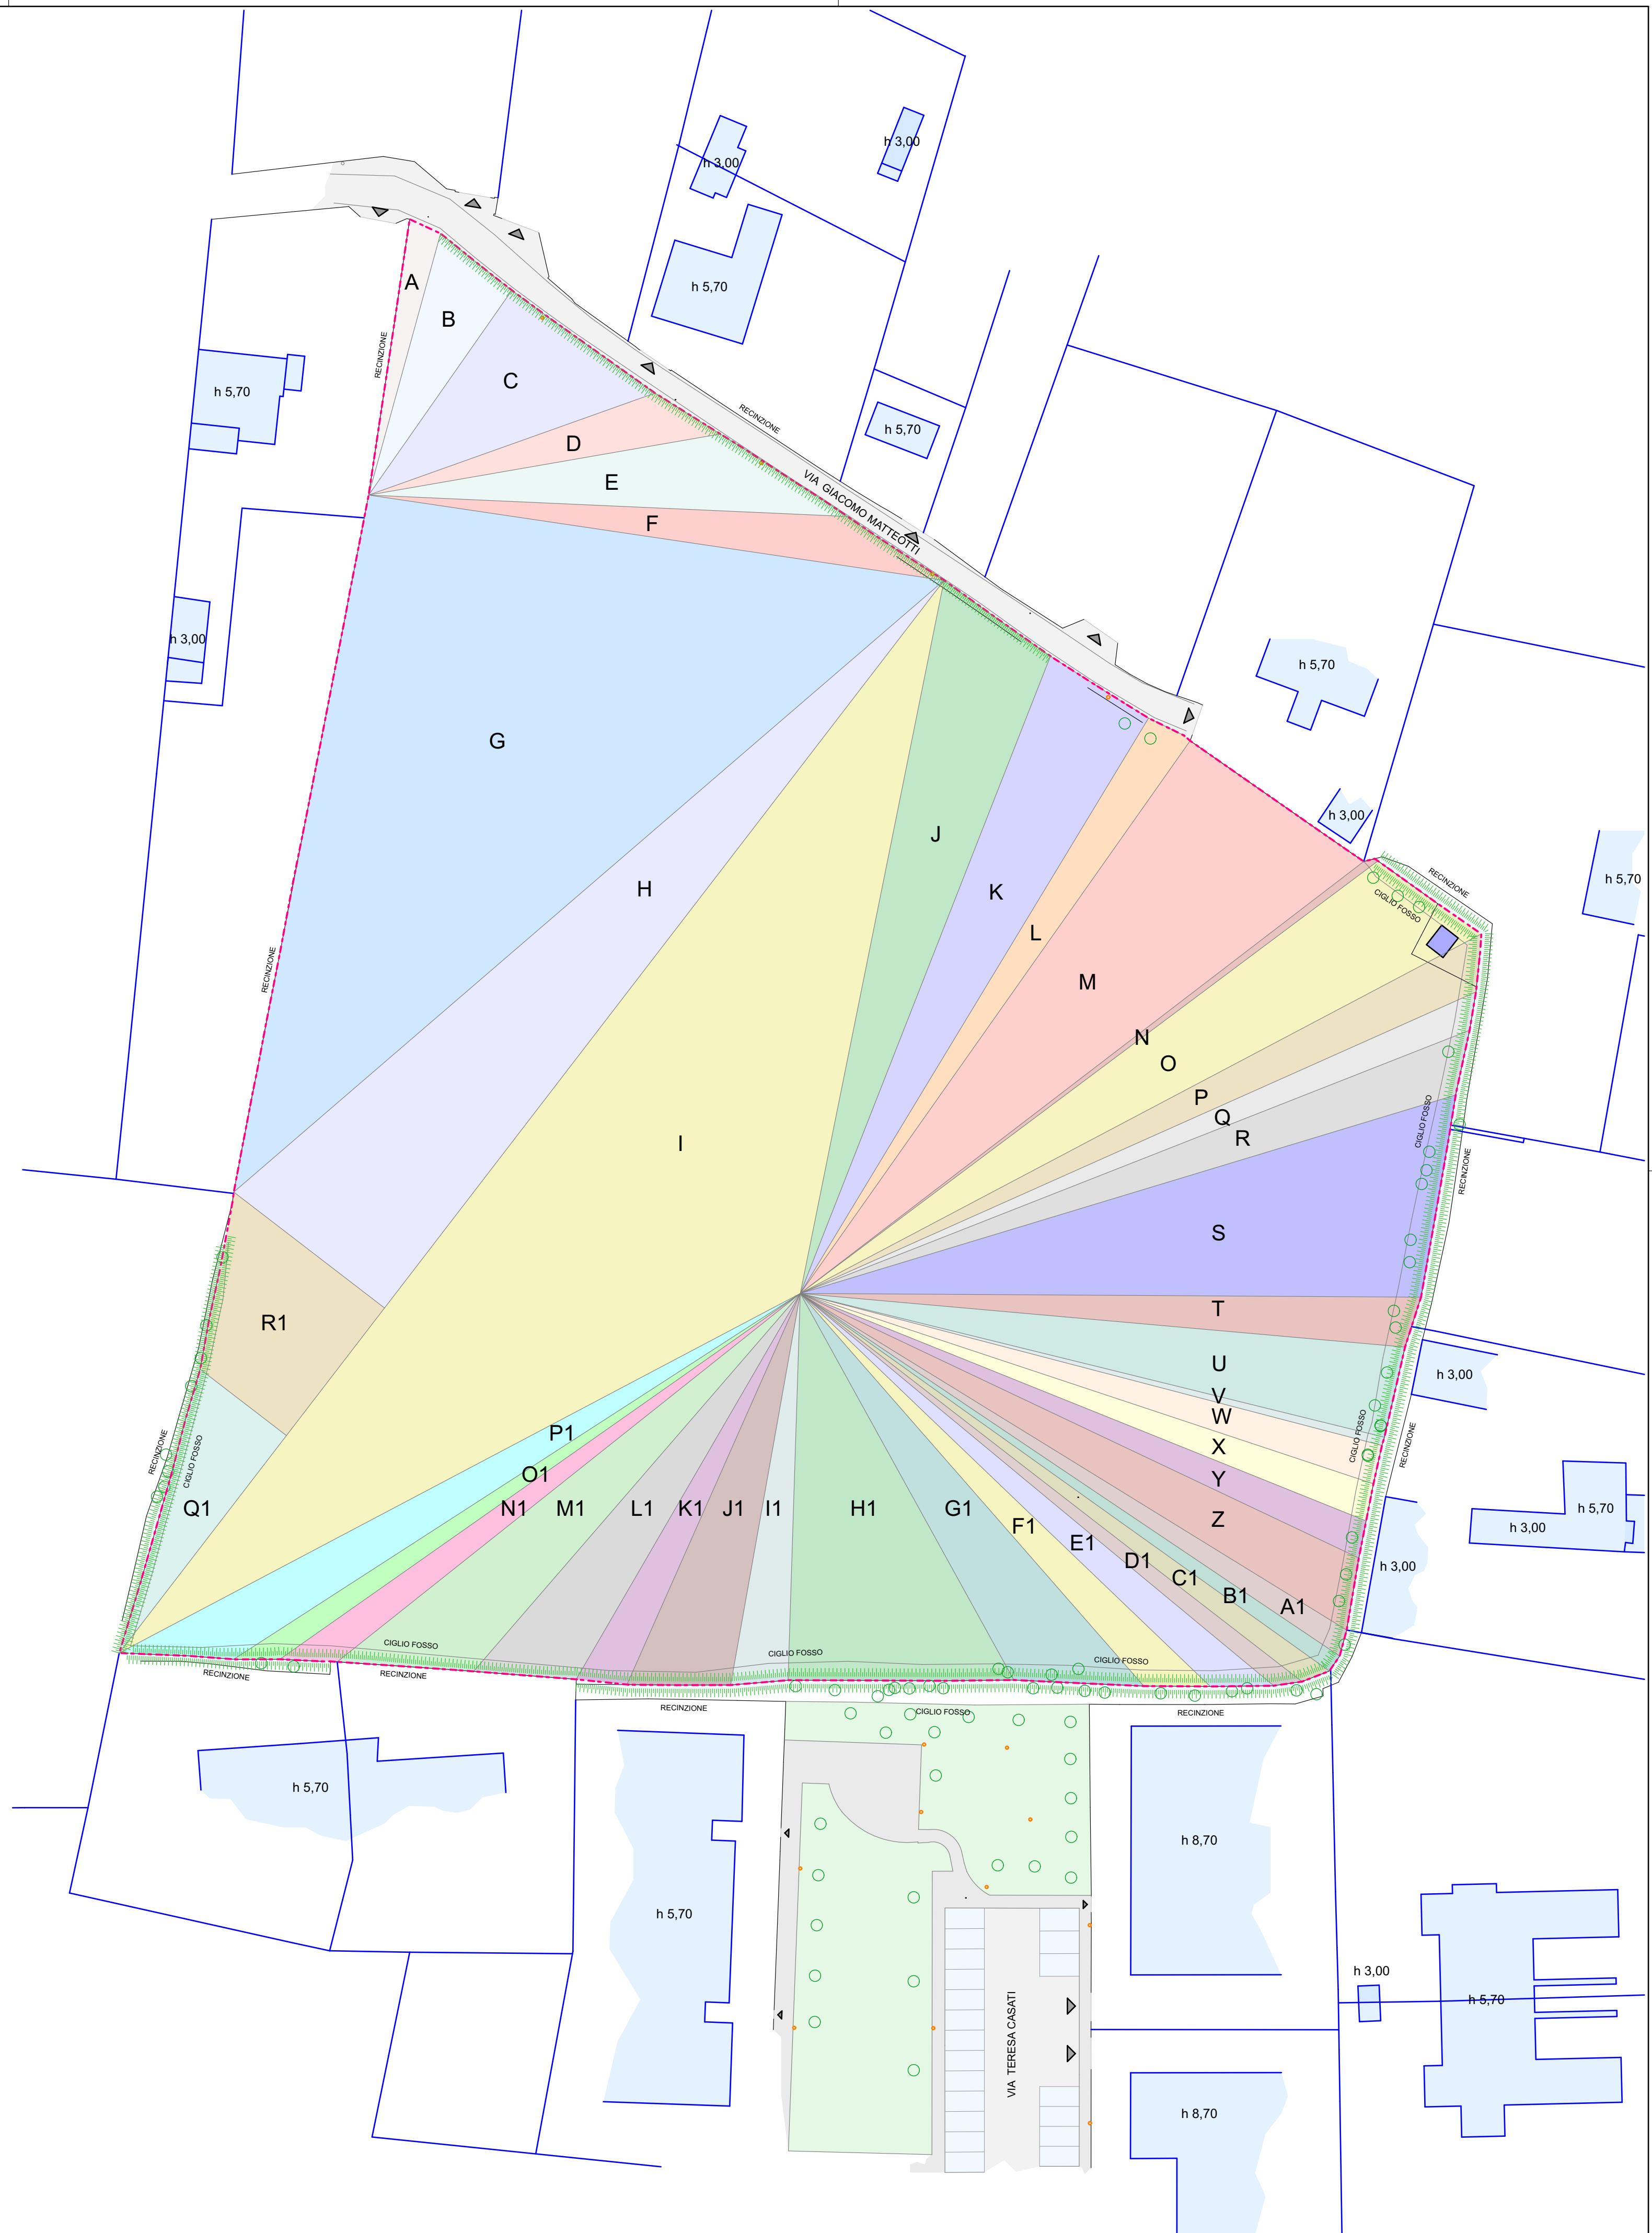 h 3,00
h 3,00
h 5,70
A
B
RECINZIONE
C
h 5,70
RECINZIONE
h 5,70
D
E
VIA GIACOMO MATTEOTTI
F
h 3,00
h 5,70
G
h 3,00
J
RECINZIONE
h 5,70
H
K
CIGLIO FOSSO
L
RECINZIONE
M
N
O
P
Q
R
CIGLIO FOSSO
I
RECINZIONE
S
T
R1
U
h 3,00
V
W
P1
CIGLIO FOSSO
RECINZIONE
X
RECINZIONE
CIGLIO FOSSO
O1
Y
Q1
N1
M1
L1
K1
J1
I1
H1
G1
Z
h 5,70
h 3,00
F1
E1
D1
h 3,00
C1
B1
A1
CIGLIO FOSSO
CIGLIO FOSSO
CIGLIO FOSSO
RECINZIONE
RECINZIONE
RECINZIONE
CIGLIO FOSSO
RECINZIONE
h 5,70
h 8,70
h 5,70
h 3,00
h 5,70
VIA TERESA CASATI
h 8,70